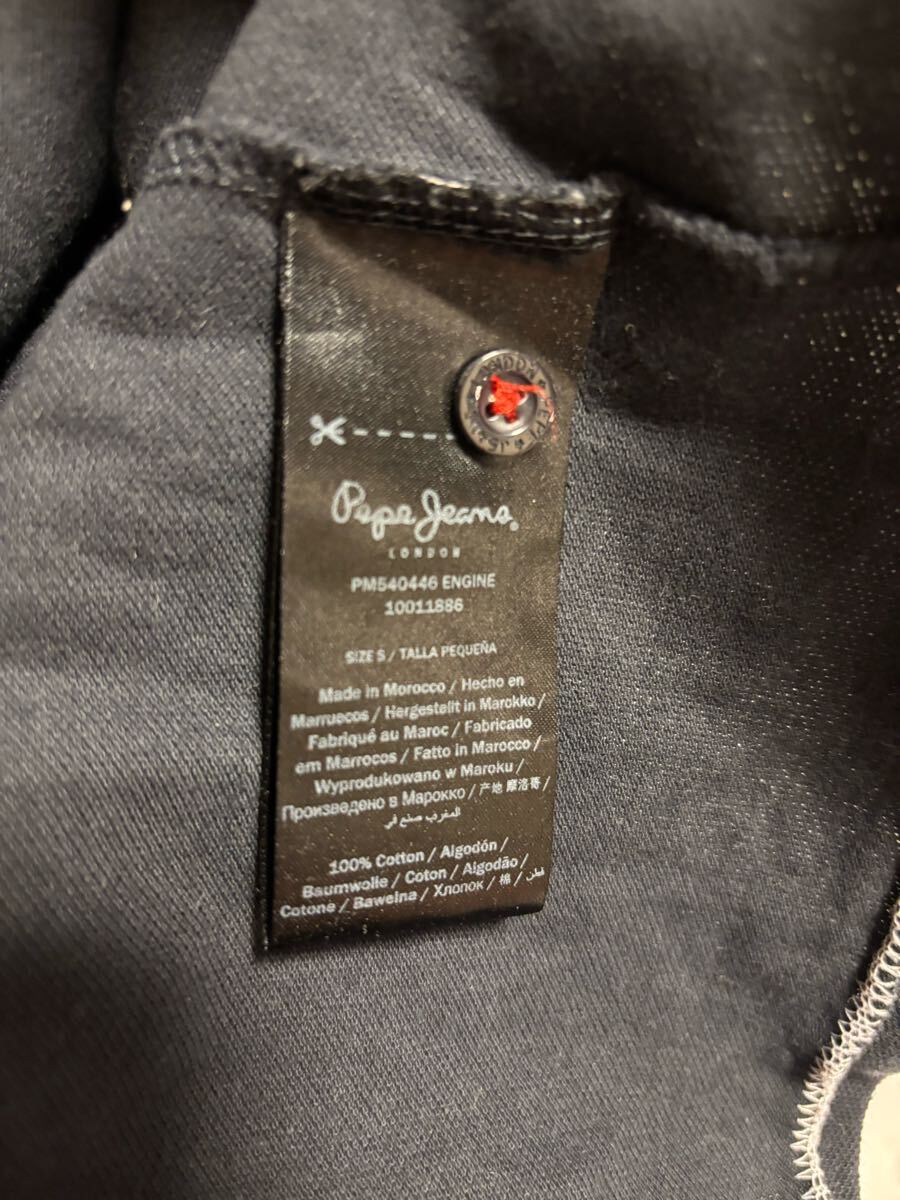 Pepe Jeans
LONDON
PM540446 ENGINE
10011886
SIZE S / TALLA PEQUEÑA
Made in Morocco / Hecho en
Marruecos / Hergestellt in Marokko /
Fabriqué au Maroc / Fabricado
em Marrocos / Fatto in Marocco /
Wyprodukowano w Maroku /
Произведено в Марокко / 产地 摩洛哥 /
المغرب صنع في
100% Cotton / Algodón /
Baumwolle / Coton / Algodão /
Cotone / Bawełna / Хлопок / 棉 / قطن